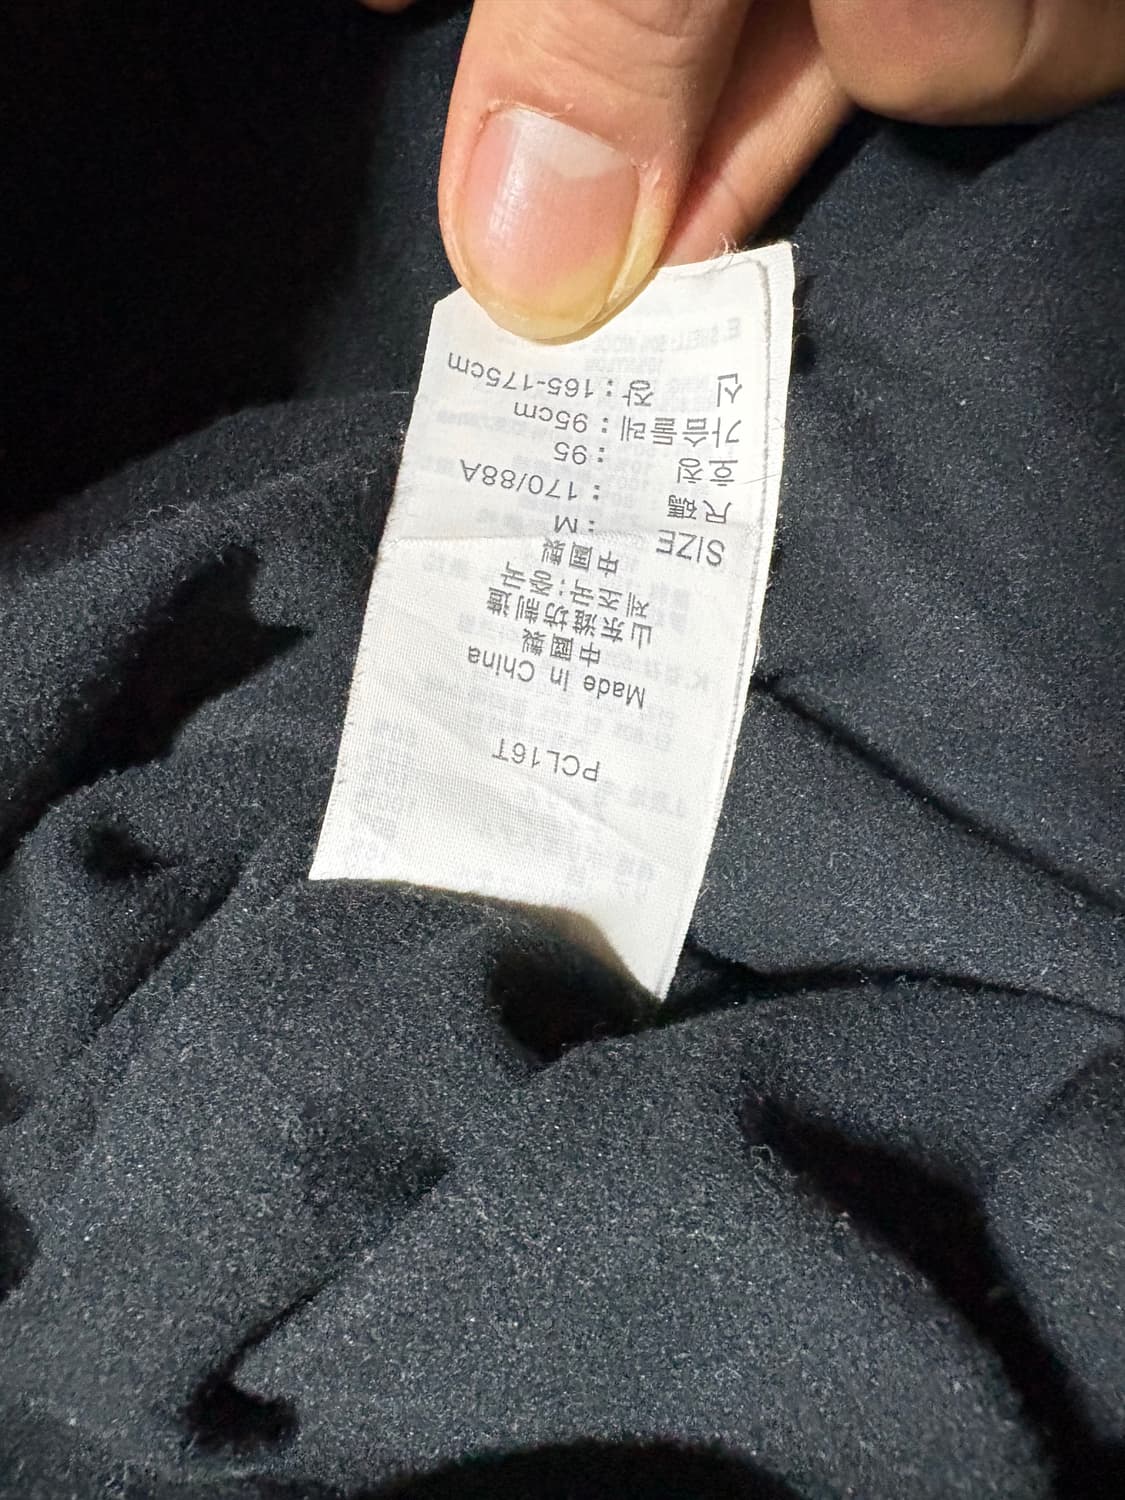 PCL16T
Made In China
中國製
山东潍坊制造
제조국:중국
中國製
SIZE : M
尺碼 : 170/88A
호칭 : 95
가슴둘레 : 95cm
신 장 : 165-175cm